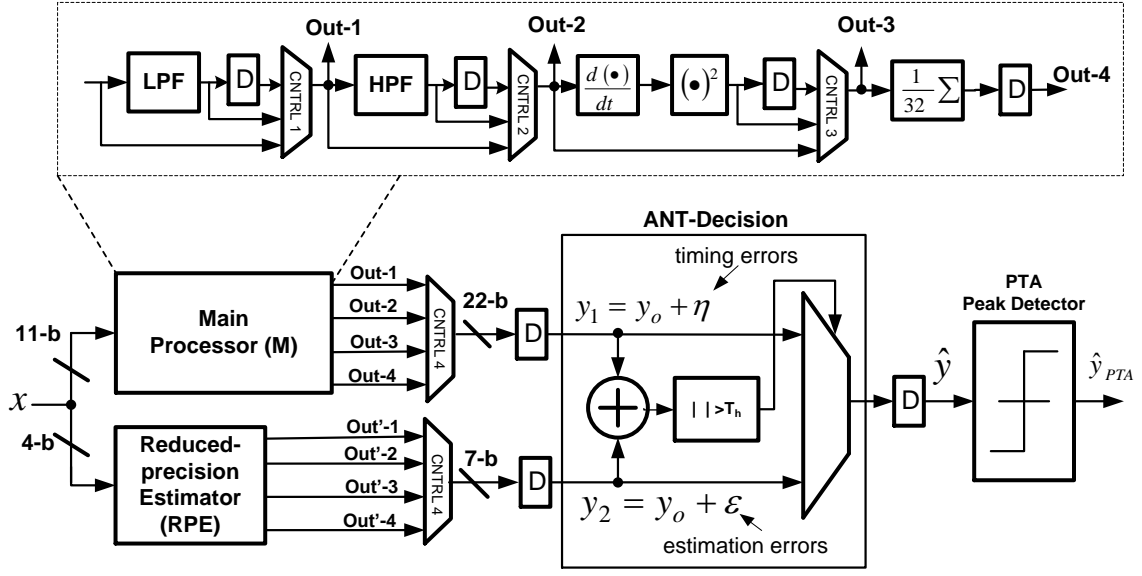 Out-1
Out-2
Out-3
LPF
D
CNTRL 1
HPF
D
CNTRL 2
d (•)
dt
(•)²
D
CNTRL 3
1
32 ∑
D
Out-4
ANT-Decision
timing errors
Main
Processor (M)
Out-1
Out-2
Out-3
Out-4
CNTRL 4
22-b
D
y₁ = yₒ + η
PTA
Peak Detector
11-b
x
4-b
| | >Tₕ
D
ŷ
ŷ_PTA
Reduced-
precision
Estimator
(RPE)
Out'-1
Out'-2
Out'-3
Out'-4
CNTRL 4
7-b
D
y₂ = yₒ + ε
estimation errors